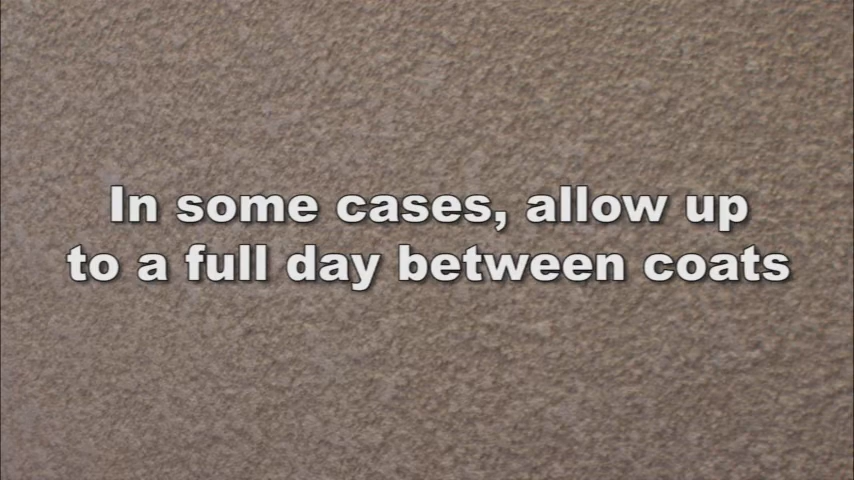 In some cases, allow up
to a full day between coats